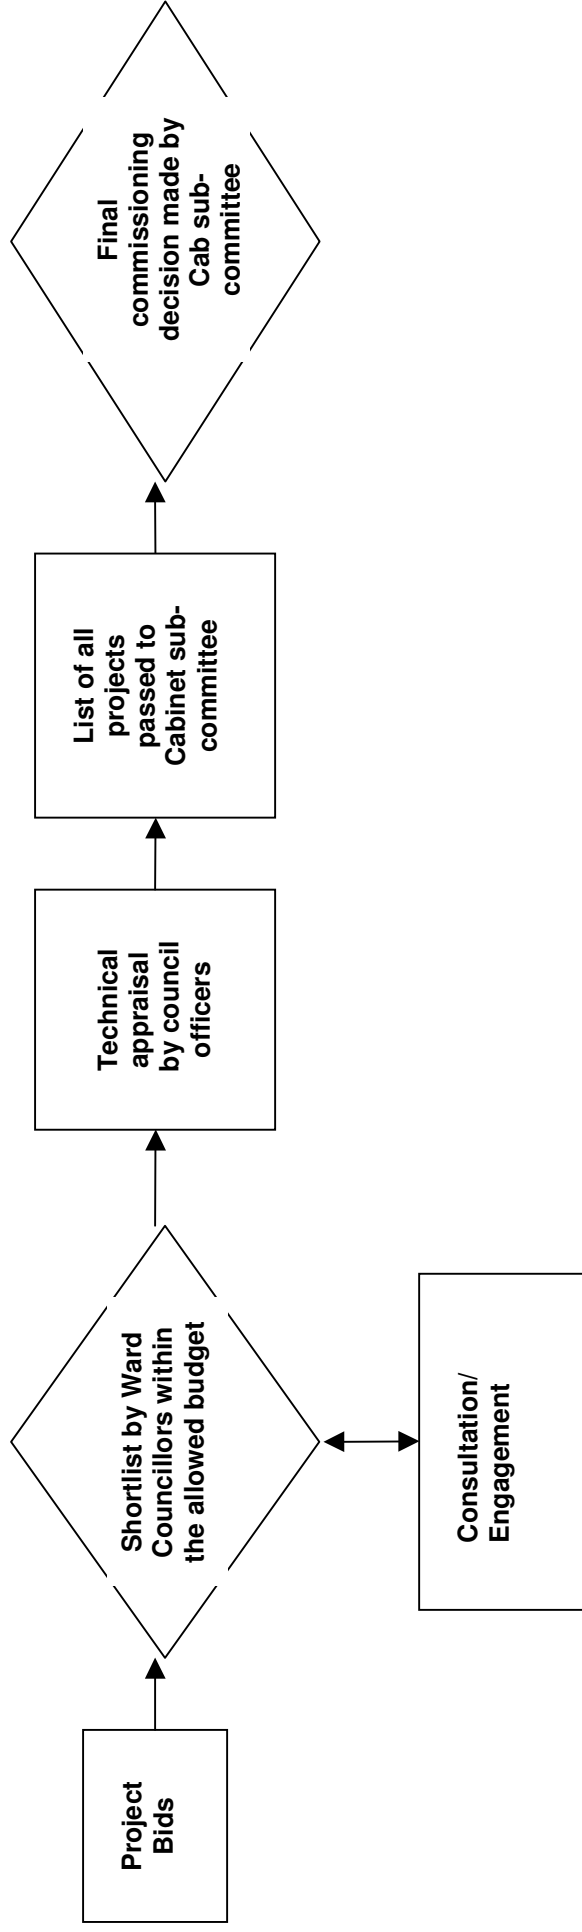 Project
Bids
Shortlist by Ward
Councillors within
the allowed budget
Consultation/
Engagement
Technical
appraisal
by council
officers
List of all
projects
passed to
Cabinet sub-
committee
Final
commissioning
decision made by
Cab sub-
committee